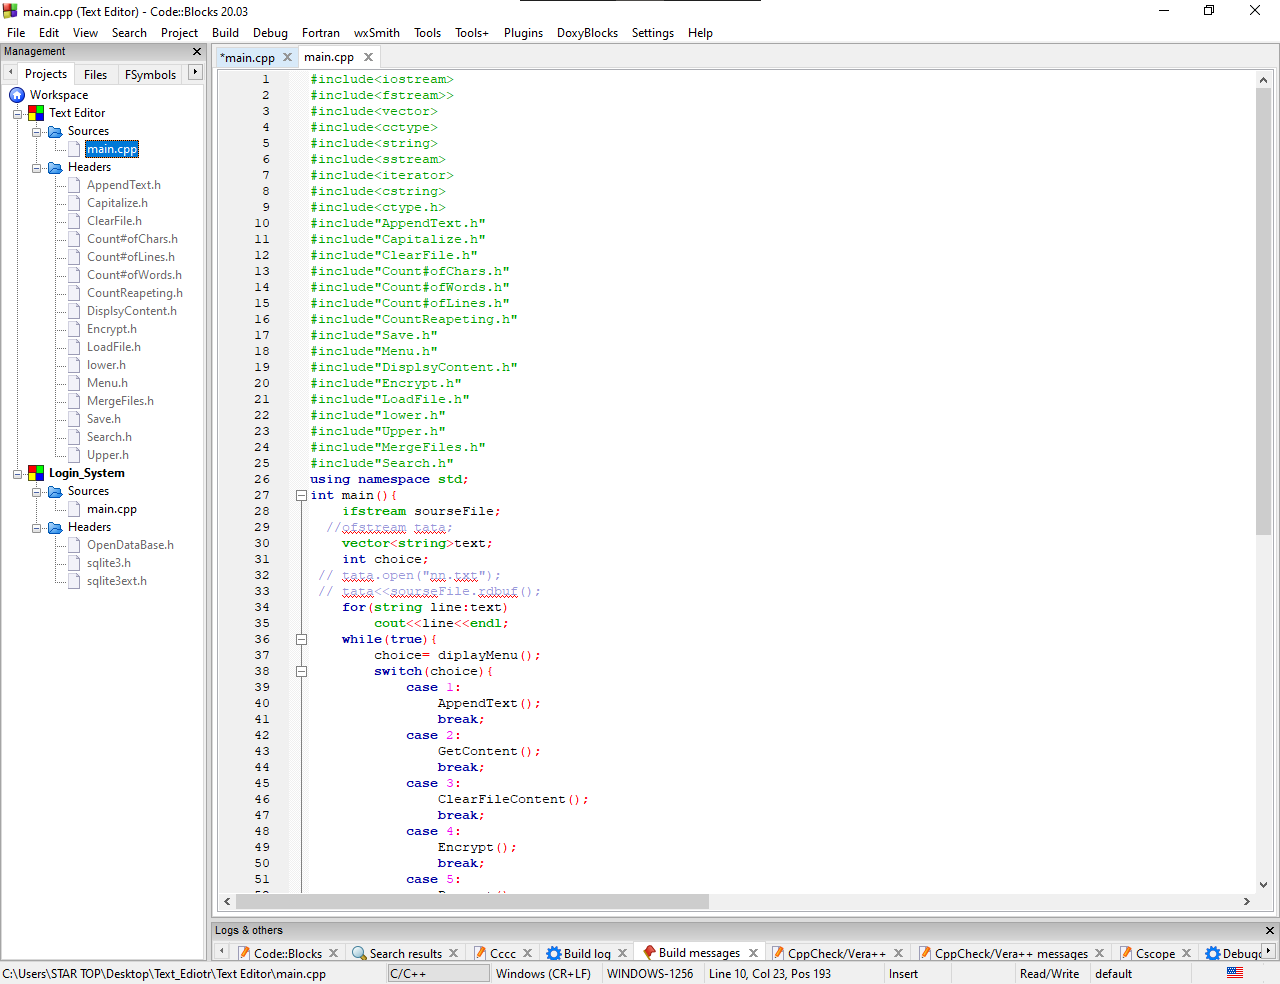 main.cpp (Text Editor) - Code::Blocks 20.03
File Edit View Search Project Build Debug Fortran wxSmith Tools Tools+ Plugins DoxyBlocks Settings Help
Management
Projects Files FSymbols
Workspace
Text Editor
Sources
main.cpp
Headers
AppendText.h
Capitalize.h
ClearFile.h
Count#ofChars.h
Count#ofLines.h
Count#ofWords.h
CountReapeting.h
DisplsyContent.h
Encrypt.h
LoadFile.h
lower.h
Menu.h
MergeFiles.h
Save.h
Search.h
Upper.h
Login_System
Sources
main.cpp
Headers
OpenDataBase.h
sqlite3.h
sqlite3ext.h
*main.cpp main.cpp
1 #include<iostream>
2 #include<fstream>>
3 #include<vector>
4 #include<cctype>
5 #include<string>
6 #include<sstream>
7 #include<iterator>
8 #include<cstring>
9 #include<ctype.h>
10 #include"AppendText.h"
11 #include"Capitalize.h"
12 #include"ClearFile.h"
13 #include"Count#ofChars.h"
14 #include"Count#ofWords.h"
15 #include"Count#ofLines.h"
16 #include"CountReapeting.h"
17 #include"Save.h"
18 #include"Menu.h"
19 #include"DisplsyContent.h"
20 #include"Encrypt.h"
21 #include"LoadFile.h"
22 #include"lower.h"
23 #include"Upper.h"
24 #include"MergeFiles.h"
25 #include"Search.h"
26 using namespace std;
27 int main(){
28 ifstream sourseFile;
29 //ofstream tata;
30 vector<string>text;
31 int choice;
32 // tata.open("nn.txt");
33 // tata<<sourseFile.rdbuf();
34 for(string line:text)
35 cout<<line<<endl;
36 while(true){
37 choice= diplayMenu();
38 switch(choice){
39 case 1:
40 AppendText();
41 break;
42 case 2:
43 GetContent();
44 break;
45 case 3:
46 ClearFileContent();
47 break;
48 case 4:
49 Encrypt();
50 break;
51 case 5:
Logs & others
Code::Blocks Search results Cccc Build log Build messages CppCheck/Vera++ CppCheck/Vera++ messages Cscope
C:\Users\STAR TOP\Desktop\Text_Ediotr\Text Editor\main.cpp C/C++ Windows (CR+LF) WINDOWS-1256 Line 10, Col 23, Pos 193 Insert Read/Write default